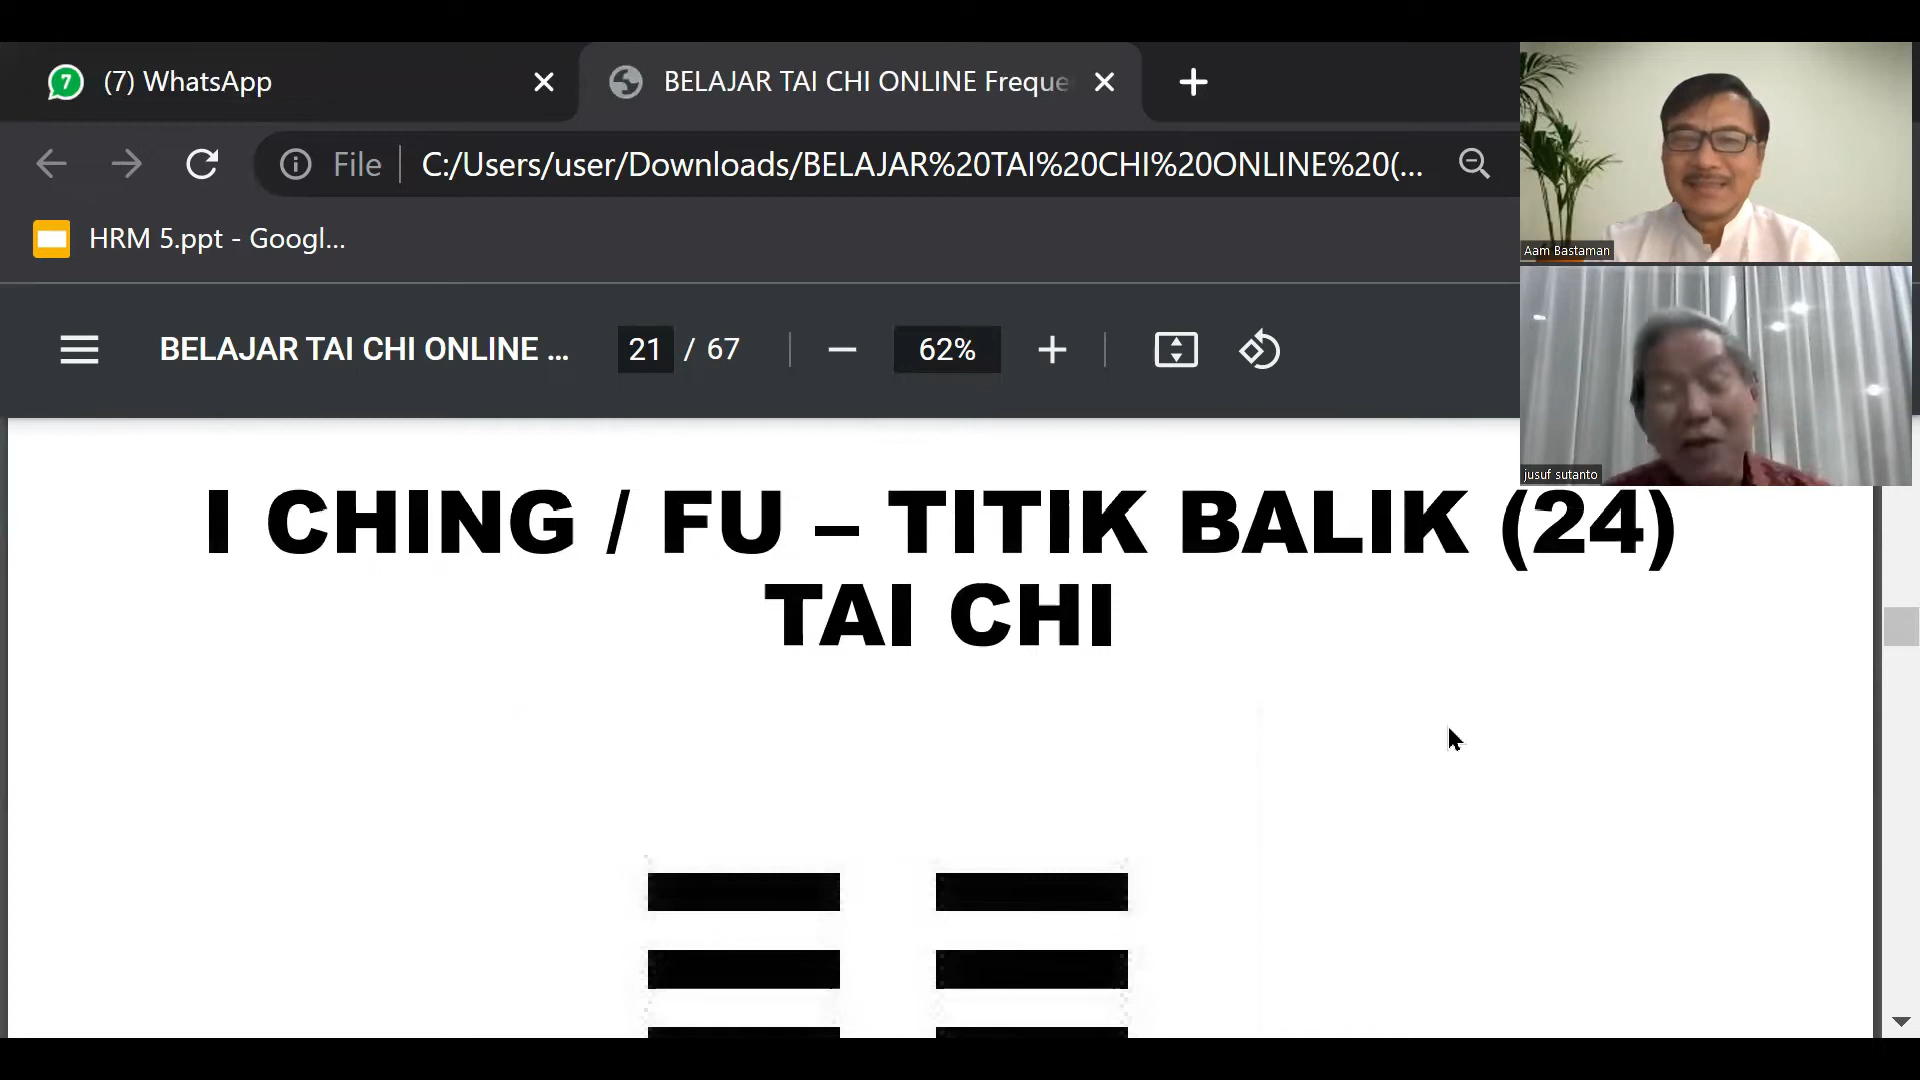 7
(7) WhatsApp
BELAJAR TAI CHI ONLINE Freque
File
C:/Users/user/Downloads/BELAJAR%20TAI%20CHI%20ONLINE%20(...
HRM 5.ppt - Googl...
BELAJAR TAI CHI ONLINE ...
21 / 67
62%
Aam Bastaman
jusuf sutanto
I CHING / FU – TITIK BALIK (24)
TAI CHI